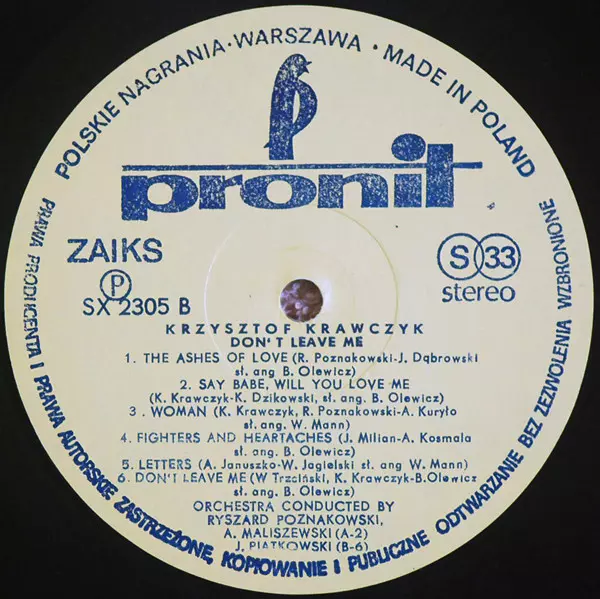 POLSKIE NAGRANIA · WARSZAWA · MADE IN POLAND
pronit
ZAIKS
P
SX 2305 B
S 33
stereo
KRZYSZTOF KRAWCZYK
DON'T LEAVE ME
1. THE ASHES OF LOVE (R. Poznakowski-J. Dąbrowski
sł. ang B. Olewicz)
2. SAY BABE, WILL YOU LOVE ME
(K. Krawczyk-K. Dzikowski, sł. ang. B. Olewicz)
3. WOMAN (K. Krawczyk, R. Poznakowski-A. Kuryło
sł. ang. W. Mann)
4. FIGHTERS AND HEARTACHES (J. Milian-A. Kosmala
sł. ang. B. Olewicz)
5. LETTERS (A. Januszko-W. Jagielski sł. ang W. Mann)
6. DON'T LEAVE ME (W Trzciński, K. Krawczyk-B.Olewicz
sł. ang. B. Olewicz)
ORCHESTRA CONDUCTED BY
RYSZARD POZNAKOWSKI,
A. MALISZEWSKI (A-2)
J. PIĄTKOWSKI (B-6)
PRAWA PRODUCENTA I PRAWA AUTORSKIE ZASTRZEŻONE, KOPIOWANIE I PUBLICZNE ODTWARZANIE BEZ ZEZWOLENIA WZBRONIONE